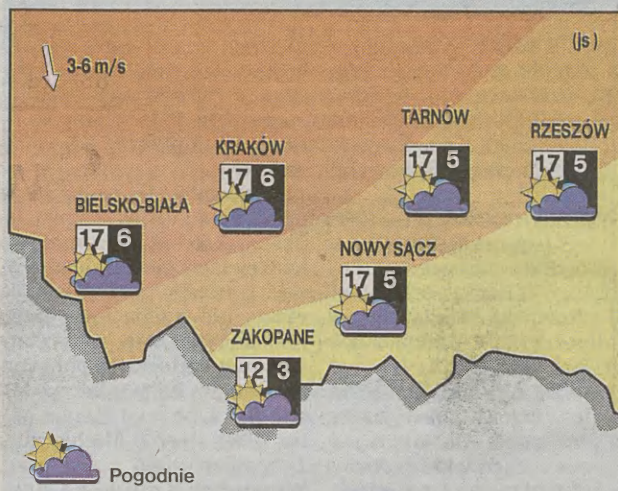 (js)
3-6 m/s
TARNÓW
17 5
RZESZÓW
17 5
KRAKÓW
17 6
BIELSKO-BIAŁA
17 6
NOWY SĄCZ
17 5
ZAKOPANE
12 3
Pogodnie